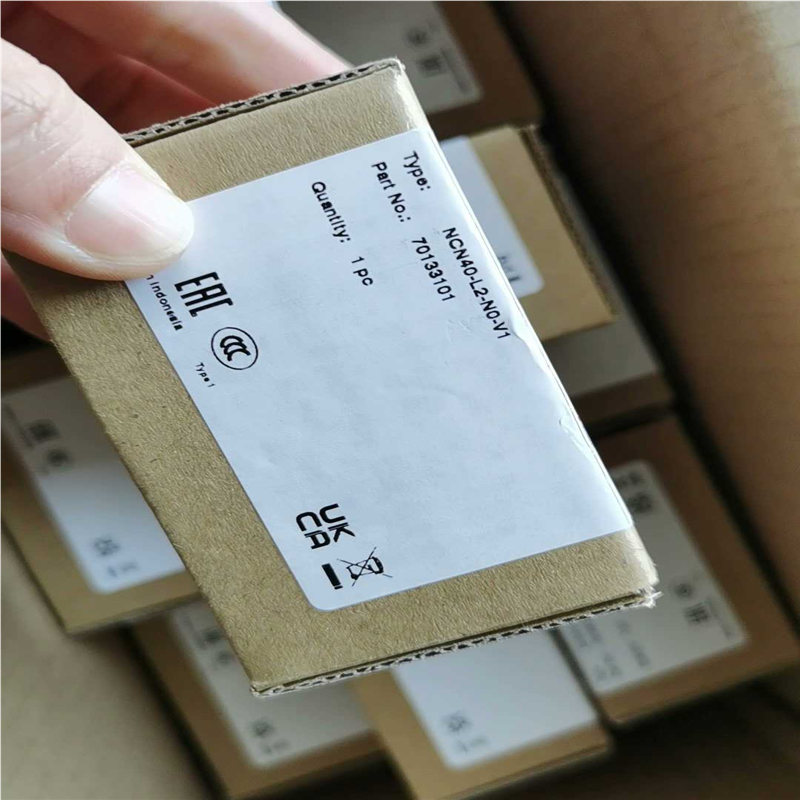 Type: NCN40-L2-N0-V1
Part No.: 70133101
Quantity: 1 pc
EAC
Indonesia
CCC
Type 1
UK
CA